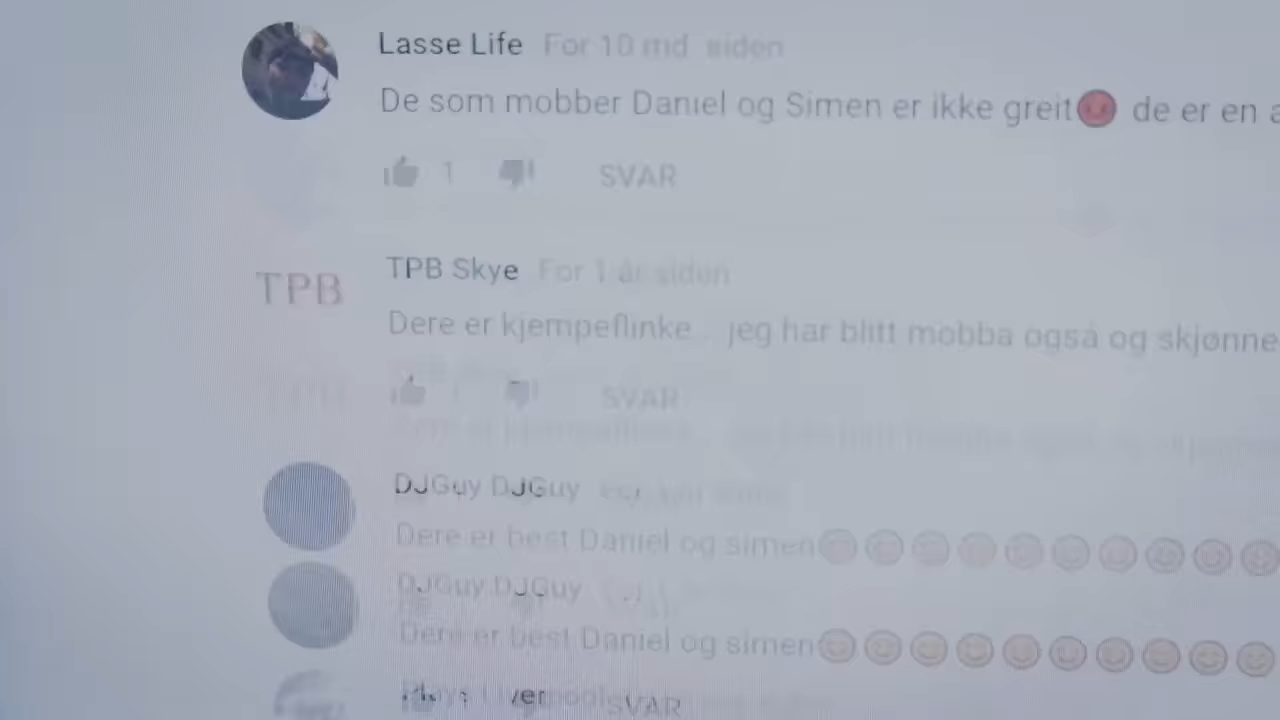 Lasse Life For 10 md siden
De som mobber Daniel og Simen er ikke greit😡 de er en a
1 SVAR
TPB
TPB Skye For 1 år siden
Dere er kjempeflinke... jeg har blitt mobba også og skjønne
SVAR
DJGuy DJGuy
Dere er best Daniel og simen
DJGuy DJGuy
Dere er best Daniel og simen
SVAR